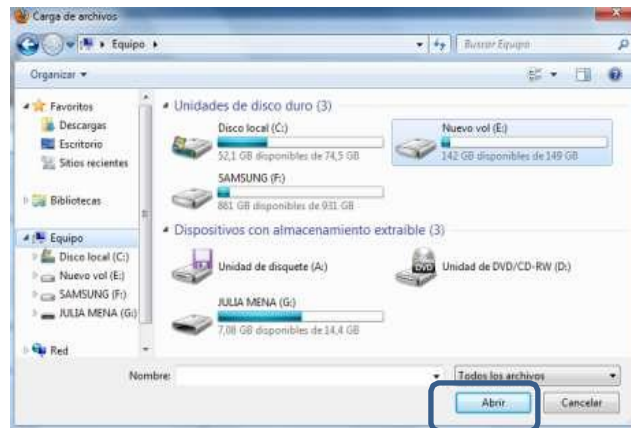 Carga de archivos
Equipo
Buscar Equipo
Organizar
Favoritos
Descargas
Escritorio
Sitios recientes
Bibliotecas
Equipo
Disco local (C:)
Nuevo vol (E:)
SAMSUNG (F:)
JULIA MENA (G:)
Red
Unidades de disco duro (3)
Disco local (C:)
52,1 GB disponibles de 74,5 GB
Nuevo vol (E:)
142 GB disponibles de 149 GB
SAMSUNG (F:)
881 GB disponibles de 931 GB
Dispositivos con almacenamiento extraíble (3)
Unidad de disquete (A:)
DVD
Unidad de DVD/CD-RW (D:)
JULIA MENA (G:)
7,08 GB disponibles de 14,4 GB
Nombre:
Todos los archivos
Abrir
Cancelar